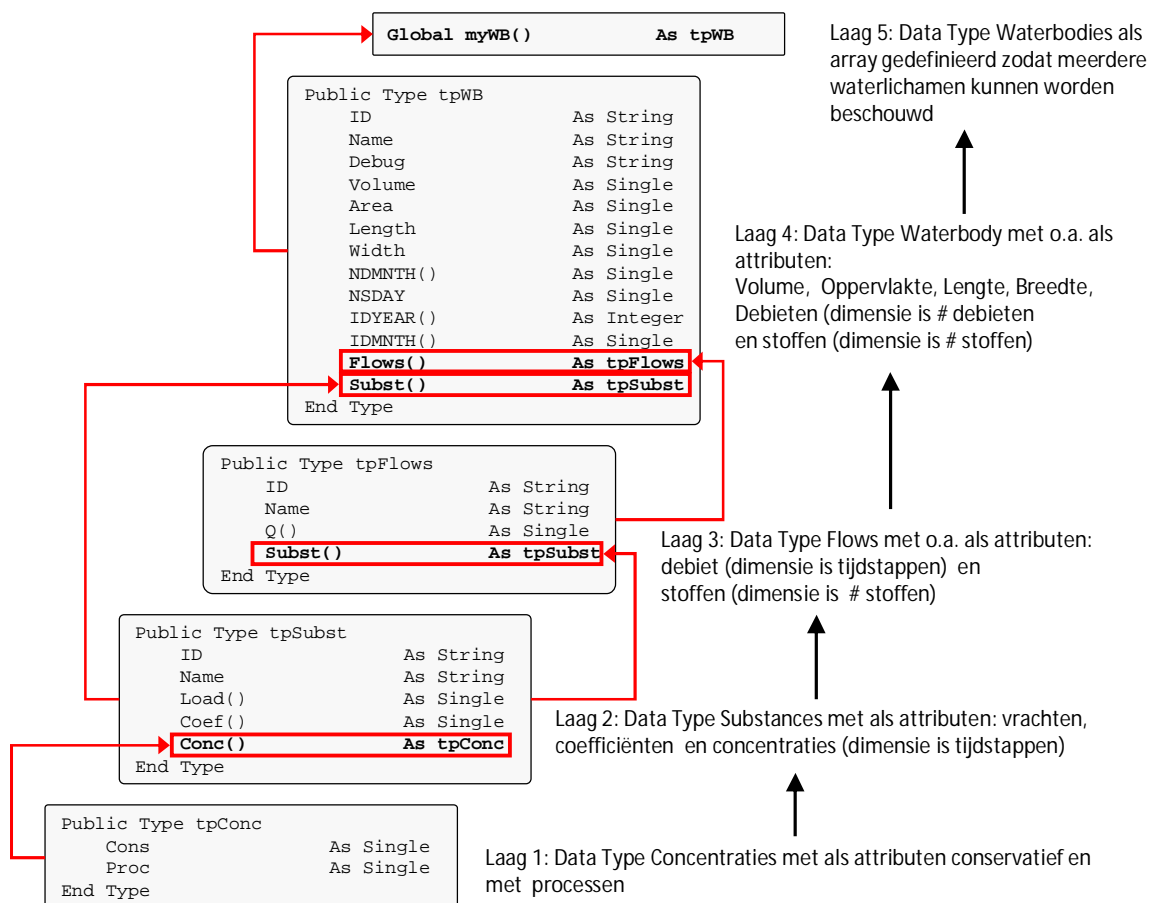 Global myWB() As tpWB
Laag 5: Data Type Waterbodies als
array gedefinieerd zodat meerdere
waterlichamen kunnen worden
beschouwd
Public Type tpWB
ID As String
Name As String
Debug As String
Volume As Single
Area As Single
Length As Single
Width As Single
NDMNTH() As Single
NSDAY As Single
IDYEAR() As Integer
IDMNTH() As Single
Flows() As tpFlows
Subst() As tpSubst
End Type
Laag 4: Data Type Waterbody met o.a. als
attributen:
Volume, Oppervlakte, Lengte, Breedte,
Debieten (dimensie is # debieten
en stoffen (dimensie is # stoffen)
Public Type tpFlows
ID As String
Name As String
Q() As Single
Subst() As tpSubst
End Type
Laag 3: Data Type Flows met o.a. als attributen:
debiet (dimensie is tijdstappen) en
stoffen (dimensie is # stoffen)
Public Type tpSubst
ID As String
Name As String
Load() As Single
Coef() As Single
Conc() As tpConc
End Type
Laag 2: Data Type Substances met als attributen: vrachten,
coefficiënten en concentraties (dimensie is tijdstappen)
Public Type tpConc
Cons As Single
Proc As Single
End Type
Laag 1: Data Type Concentraties met als attributen conservatief en
met processen